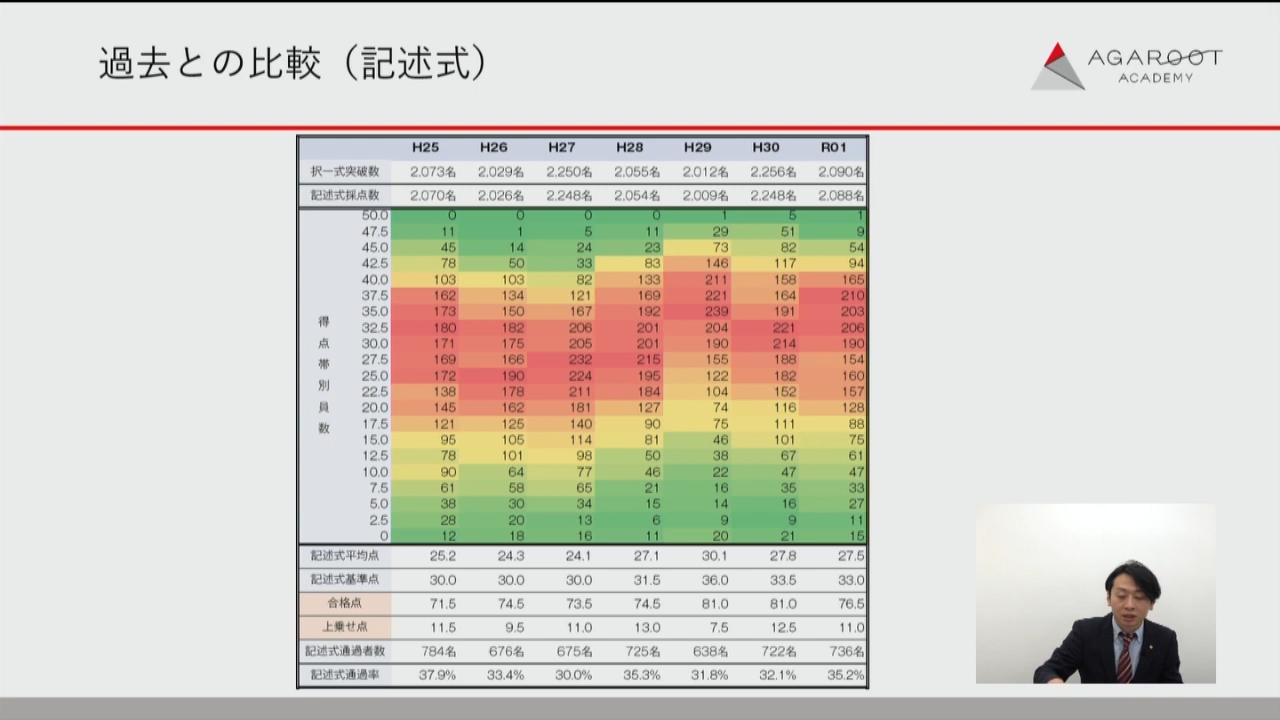 過去との比較（記述式）
AGAROOT
ACADEMY
H25 H26 H27 H28 H29 H30 R01
択一式突破数 2,073名 2,029名 2,250名 2,055名 2,012名 2,256名 2,090名
記述式採点数 2,070名 2,026名 2,248名 2,054名 2,009名 2,248名 2,088名
得点帯別員数
50.0 0 0 0 0 1 5 1
47.5 11 1 5 11 29 51 9
45.0 45 14 24 23 73 82 54
42.5 78 50 33 83 146 117 94
40.0 103 103 82 133 211 158 165
37.5 162 134 121 169 221 164 210
35.0 173 150 167 192 239 191 203
32.5 180 182 206 201 204 221 206
30.0 171 175 205 201 190 214 190
27.5 169 166 232 215 155 188 154
25.0 172 190 224 195 122 182 160
22.5 138 178 211 184 104 152 157
20.0 145 162 181 127 74 116 128
17.5 121 125 140 90 75 111 88
15.0 95 105 114 81 46 101 75
12.5 78 101 98 50 38 67 61
10.0 90 64 77 46 22 47 47
7.5 61 58 65 21 16 35 33
5.0 38 30 34 15 14 16 27
2.5 28 20 13 6 9 9 11
0 12 18 16 11 20 21 15
記述式平均点 25.2 24.3 24.1 27.1 30.1 27.8 27.5
記述式基準点 30.0 30.0 30.0 31.5 36.0 33.5 33.0
合格点 71.5 74.5 73.5 74.5 81.0 81.0 76.5
上乗せ点 11.5 9.5 11.0 13.0 7.5 12.5 11.0
記述式通過者数 784名 676名 675名 725名 638名 722名 736名
記述式通過率 37.9% 33.4% 30.0% 35.3% 31.8% 32.1% 35.2%